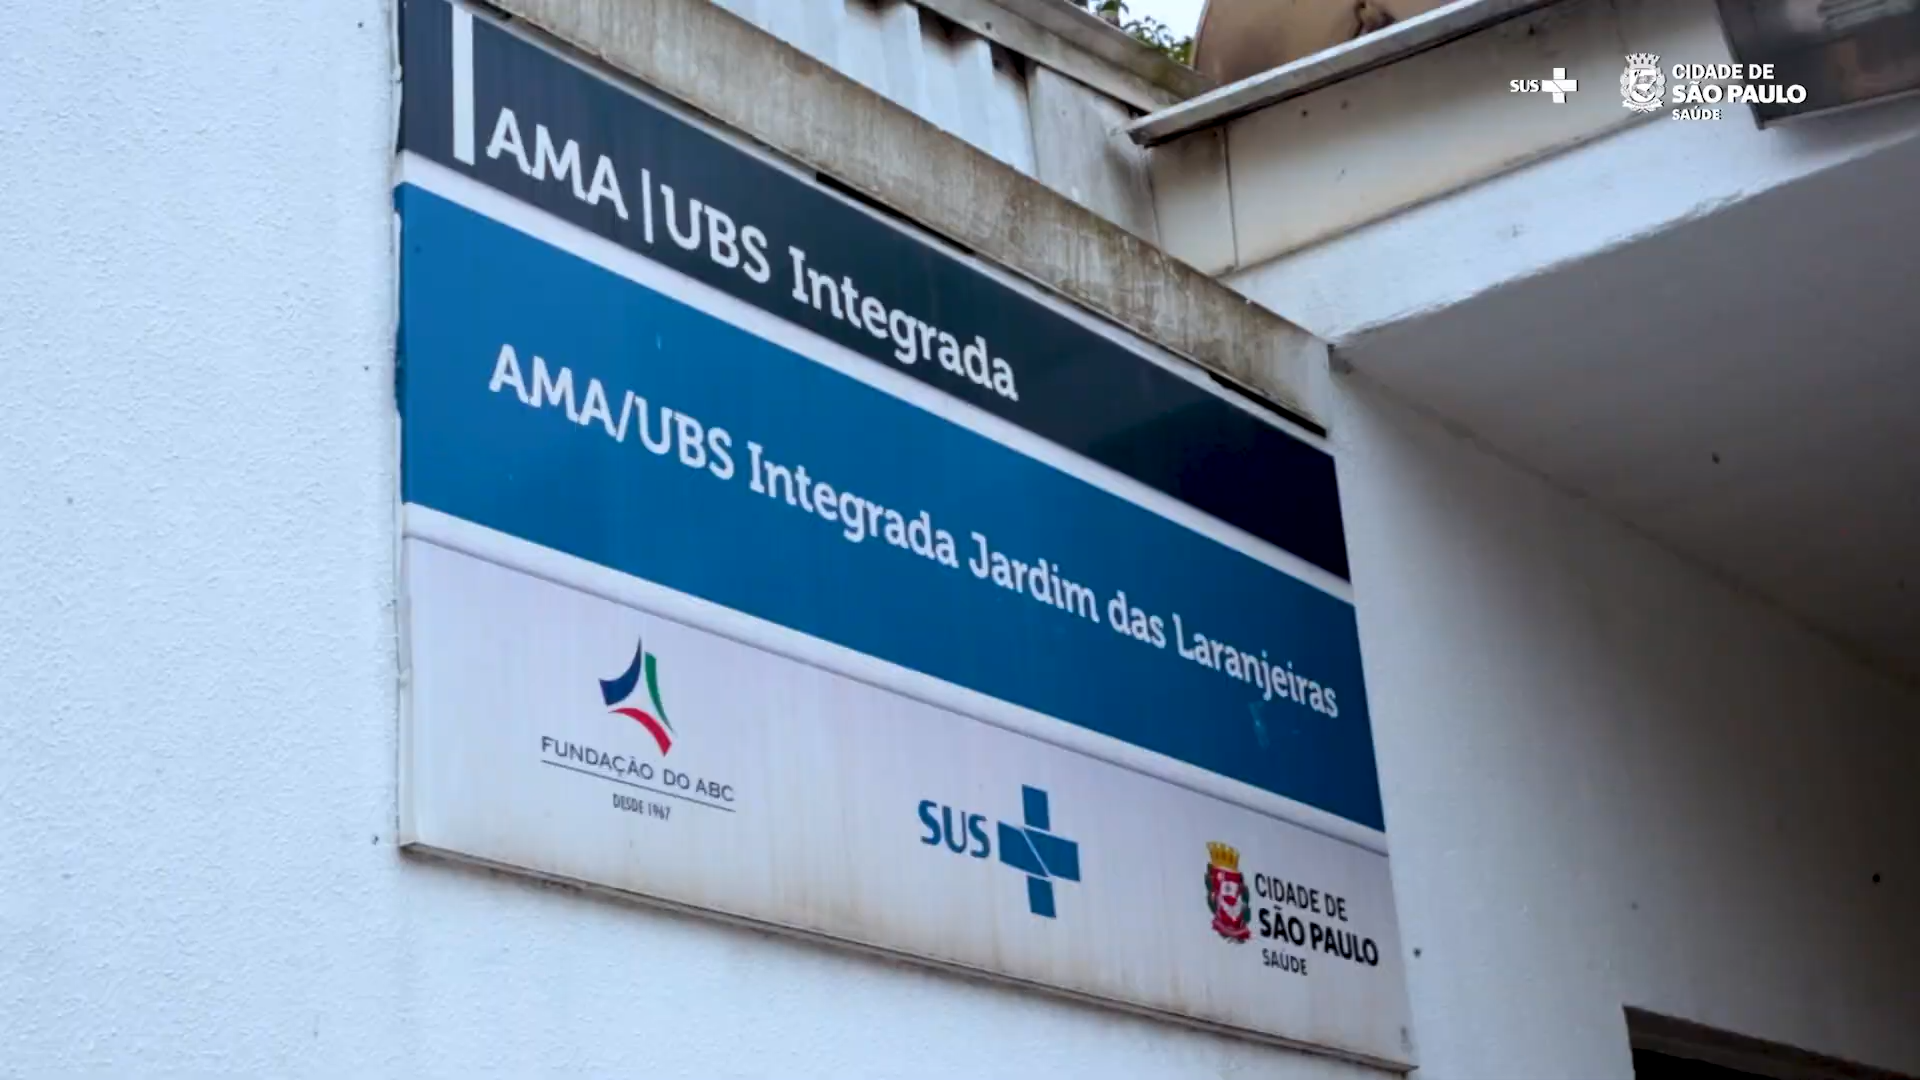 SUS
CIDADE DE
SÃO PAULO
SAÚDE
AMA | UBS Integrada
AMA/UBS Integrada Jardim das Laranjeiras
FUNDAÇÃO DO ABC
DESDE 1967
SUS
CIDADE DE
SÃO PAULO
SAÚDE